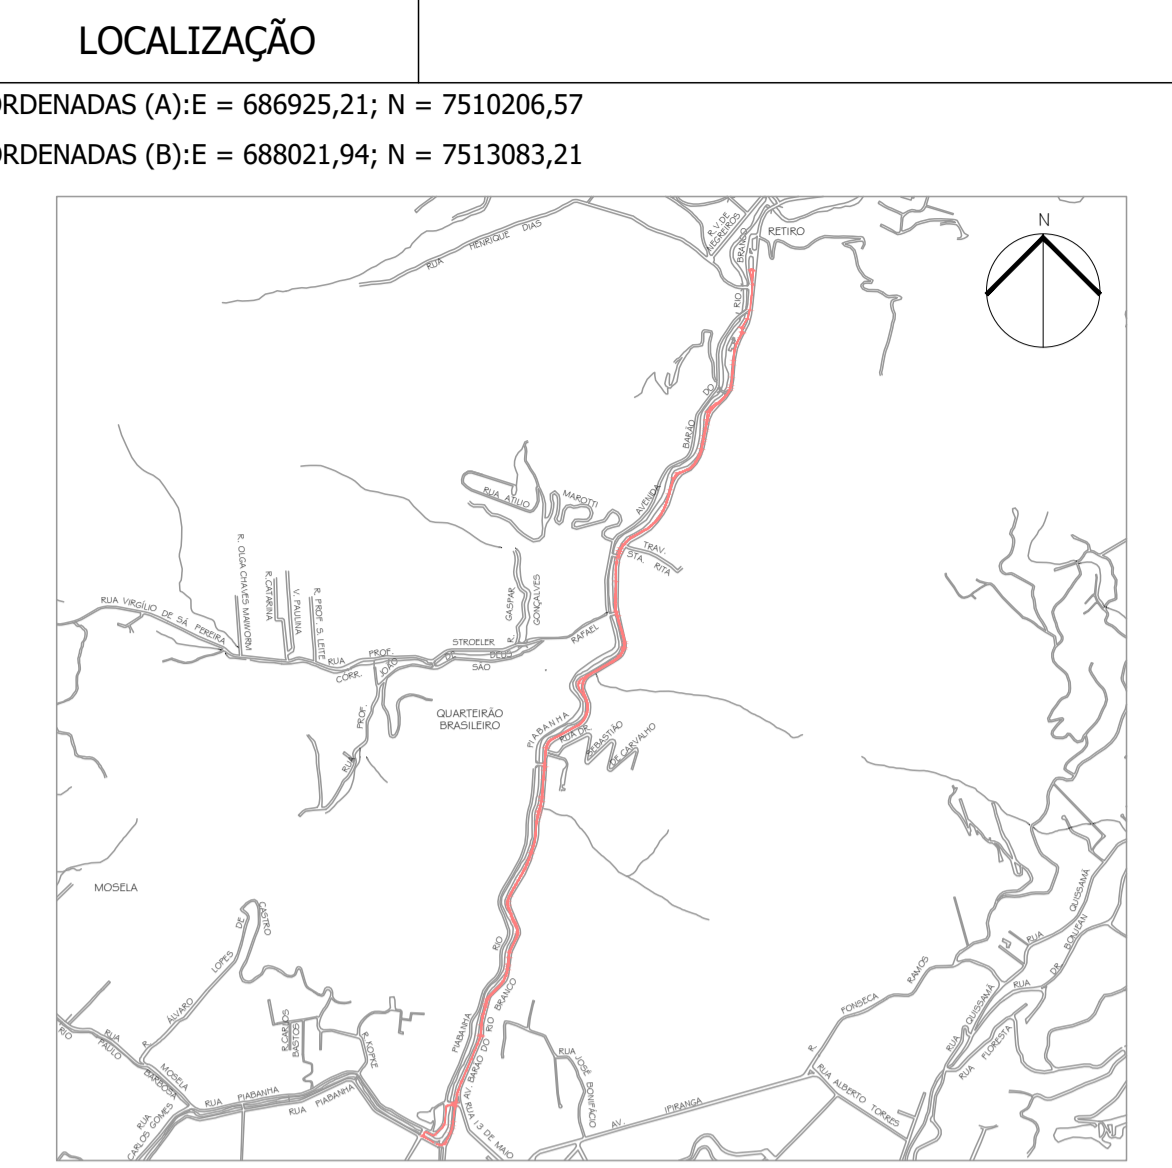 LOCALIZAÇÃO
ORDENADAS (A):E = 686925,21; N = 7510206,57
ORDENADAS (B):E = 688021,94; N = 7513083,21
R. V. DE
NEGREIROS
RETIRO
N
RUA HENRIQUE DIAS
AVENIDA BARÃO DO RIO BRANCO
RUA ATILIO MAROTTI
TRAV.
STA. RITA
R. OLGA CHAVES MAIWORM
R. CATARINA
V. PAULINA
R. PROF. S. LEITE
R. GASPAR
GONÇALVES
RUA VIRGÍLIO DE SÁ PEREIRA
RUA PROF. STROELER
RAFAEL
CÓRR. JOÃO DE DEUS
SÃO
RUA PROF.
QUARTEIRÃO
BRASILEIRO
PIABANHA
RUA DR.
SEBASTIÃO
DE CARVALHO
MOSELA
R. ÁLVARO LOPES DE CASTRO
RIO
PIABANHA
AV. BARÃO DO RIO BRANCO
R. FONSECA RAMOS
RUA QUISSAMÃ
RUA DR. BONJEAN
RUA QUISSAMÃ
RUA FLORESTA
RIO
RUA
PAULO
MOSELA
BARBOSA
R. CARLOS
BASTOS
R. KOPKE
RUA PIABANHA
RUA PIABANHA
RUA
CARLOS GOMES
RUA 13 DE MAIO
RUA JOSÉ BONIFÁCIO
AV. IPIRANGA
RUA ALBERTO TORRES